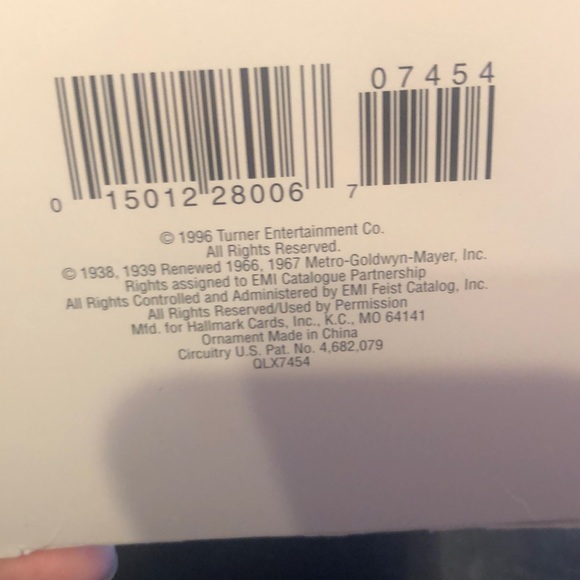 07454
0 15012 28006 7
© 1996 Turner Entertainment Co.
All Rights Reserved.
© 1938, 1939 Renewed 1966, 1967 Metro-Goldwyn-Mayer, Inc.
Rights assigned to EMI Catalogue Partnership
All Rights Controlled and Administered by EMI Feist Catalog, Inc.
All Rights Reserved/Used by Permission
Mfd. for Hallmark Cards, Inc., K.C., MO 64141
Ornament Made in China
Circuitry U.S. Pat. No. 4,682,079
QLX7454